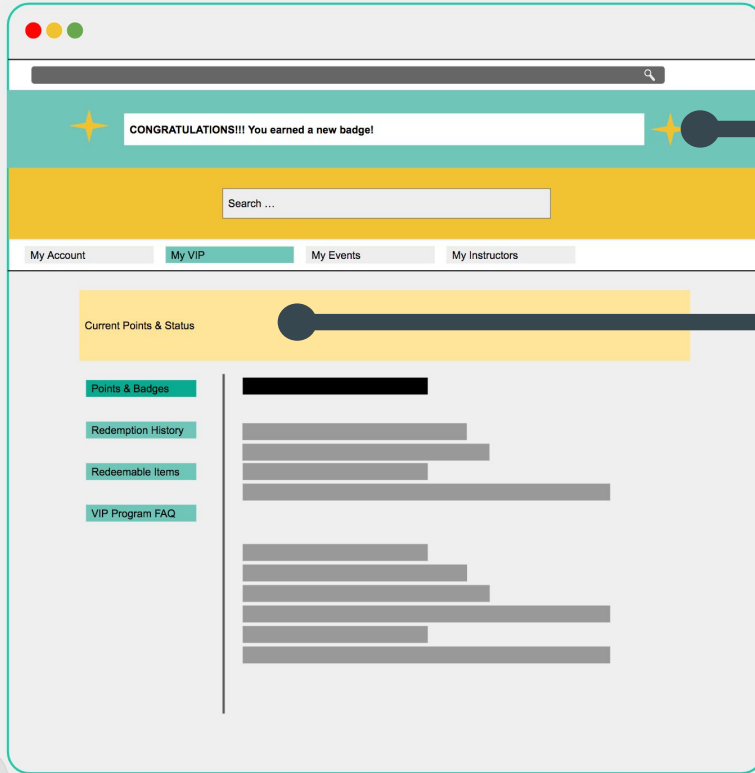 CONGRATULATIONS!!! You earned a new badge!
Search ...
My Account
My VIP
My Events
My Instructors
Current Points & Status
Points & Badges
Redemption History
Redeemable Items
VIP Program FAQ